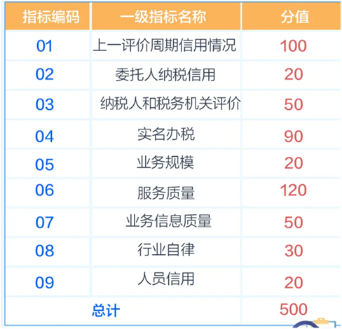 指标编码 一级指标名称 分值
01 上一评价周期信用情况 100
02 委托人纳税信用 20
03 纳税人和税务机关评价 50
04 实名办税 90
05 业务规模 20
06 服务质量 120
07 业务信息质量 50
08 行业自律 30
09 人员信用 20
总计 500